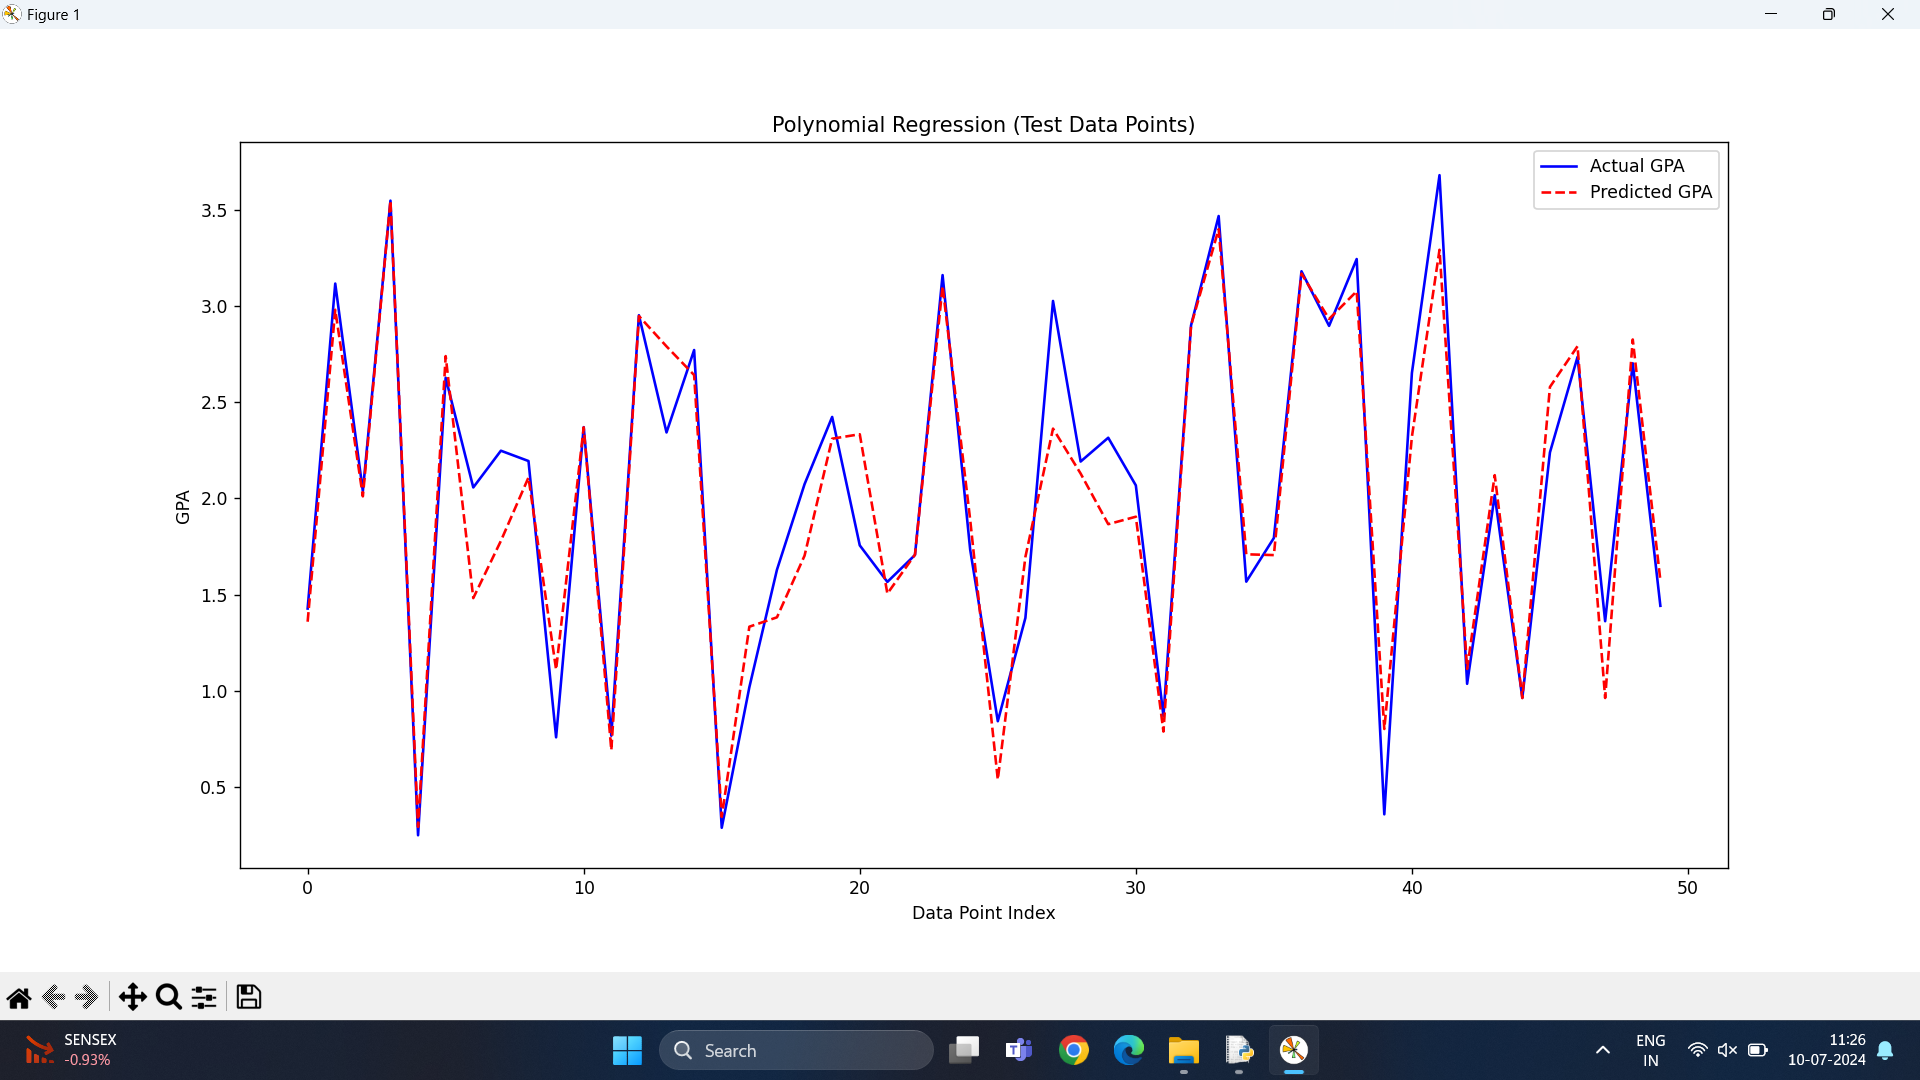 Figure 1
Polynomial Regression (Test Data Points)
Actual GPA
Predicted GPA
3.5
3.0
2.5
2.0
1.5
1.0
0.5
GPA
0 10 20 30 40 50
Data Point Index
SENSEX
-0.93%
Search
T
ENG
IN
11:26
10-07-2024